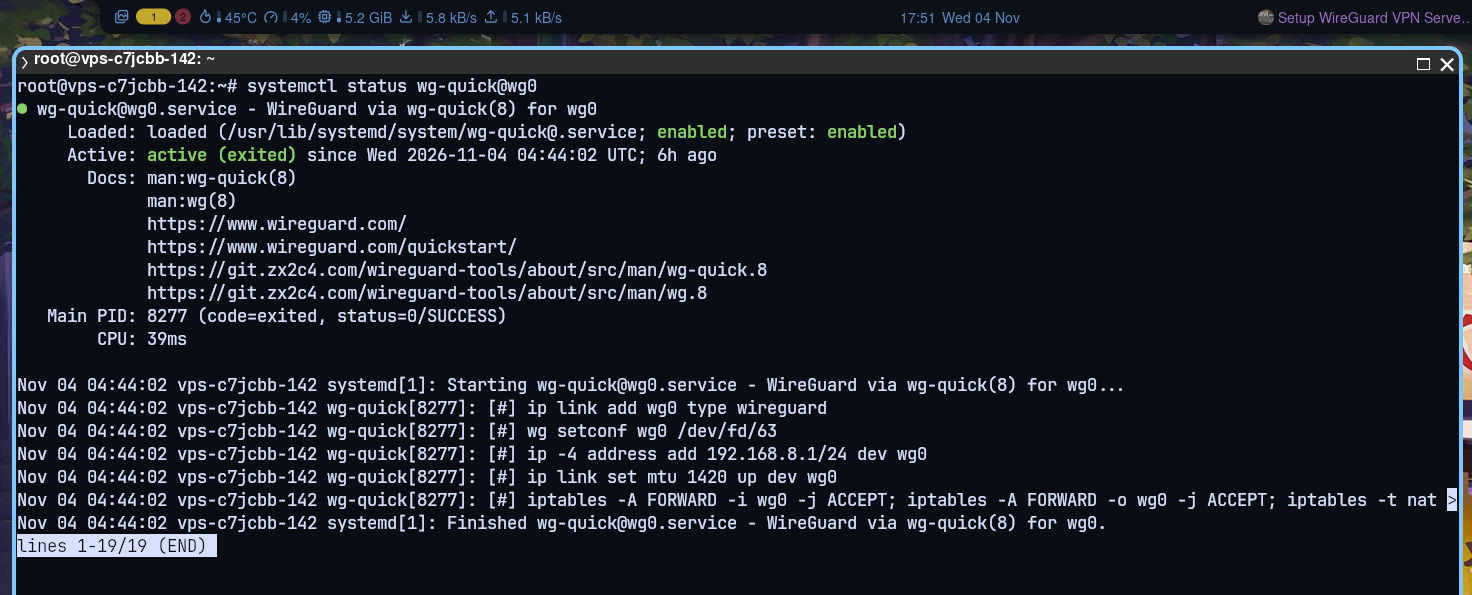 1 2 45°C 4% 5.2 GiB 5.8 kB/s 5.1 kB/s 17:51 Wed 04 Nov Setup WireGuard VPN Serve…
root@vps-c7jcbb-142: ~
root@vps-c7jcbb-142:~# systemctl status wg-quick@wg0
● wg-quick@wg0.service - WireGuard via wg-quick(8) for wg0
Loaded: loaded (/usr/lib/systemd/system/wg-quick@.service; enabled; preset: enabled)
Active: active (exited) since Wed 2026-11-04 04:44:02 UTC; 6h ago
Docs: man:wg-quick(8)
man:wg(8)
https://www.wireguard.com/
https://www.wireguard.com/quickstart/
https://git.zx2c4.com/wireguard-tools/about/src/man/wg-quick.8
https://git.zx2c4.com/wireguard-tools/about/src/man/wg.8
Main PID: 8277 (code=exited, status=0/SUCCESS)
CPU: 39ms
Nov 04 04:44:02 vps-c7jcbb-142 systemd[1]: Starting wg-quick@wg0.service - WireGuard via wg-quick(8) for wg0...
Nov 04 04:44:02 vps-c7jcbb-142 wg-quick[8277]: [#] ip link add wg0 type wireguard
Nov 04 04:44:02 vps-c7jcbb-142 wg-quick[8277]: [#] wg setconf wg0 /dev/fd/63
Nov 04 04:44:02 vps-c7jcbb-142 wg-quick[8277]: [#] ip -4 address add 192.168.8.1/24 dev wg0
Nov 04 04:44:02 vps-c7jcbb-142 wg-quick[8277]: [#] ip link set mtu 1420 up dev wg0
Nov 04 04:44:02 vps-c7jcbb-142 wg-quick[8277]: [#] iptables -A FORWARD -i wg0 -j ACCEPT; iptables -A FORWARD -o wg0 -j ACCEPT; iptables -t nat >
Nov 04 04:44:02 vps-c7jcbb-142 systemd[1]: Finished wg-quick@wg0.service - WireGuard via wg-quick(8) for wg0.
lines 1-19/19 (END)